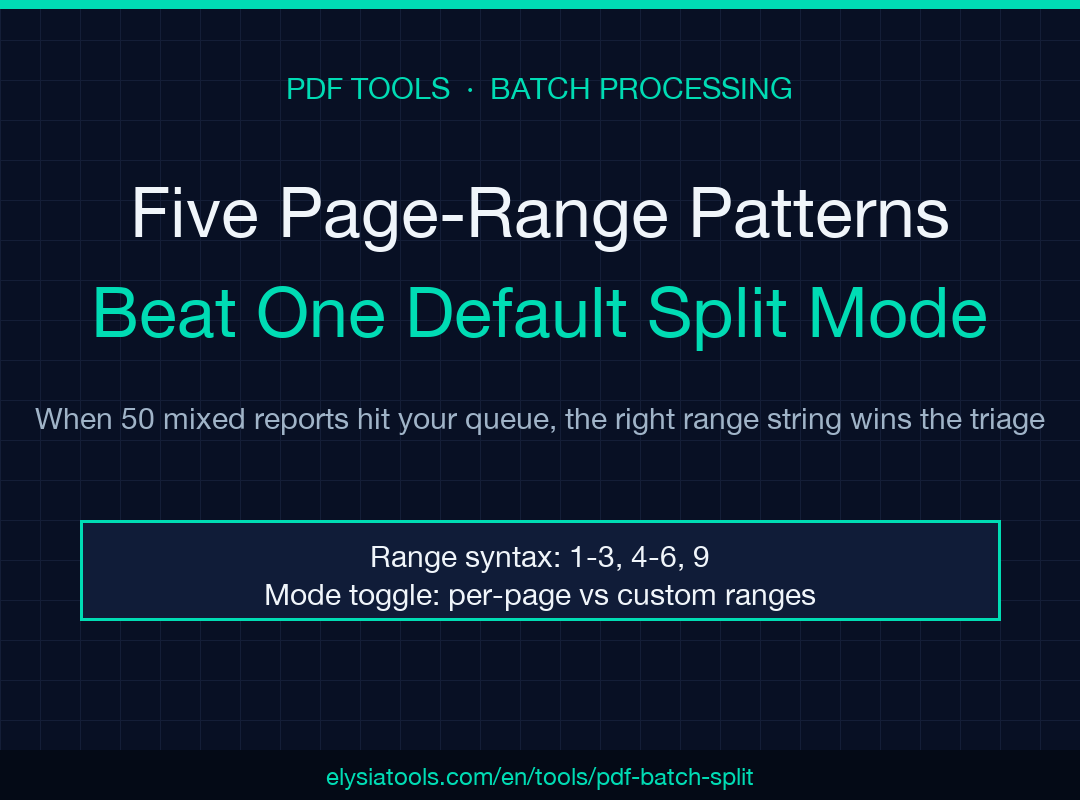 PDF TOOLS · BATCH PROCESSING
Five Page-Range Patterns
Beat One Default Split Mode
When 50 mixed reports hit your queue, the right range string wins the triage
Range syntax: 1-3, 4-6, 9
Mode toggle: per-page vs custom ranges
elysiatools.com/en/tools/pdf-batch-split